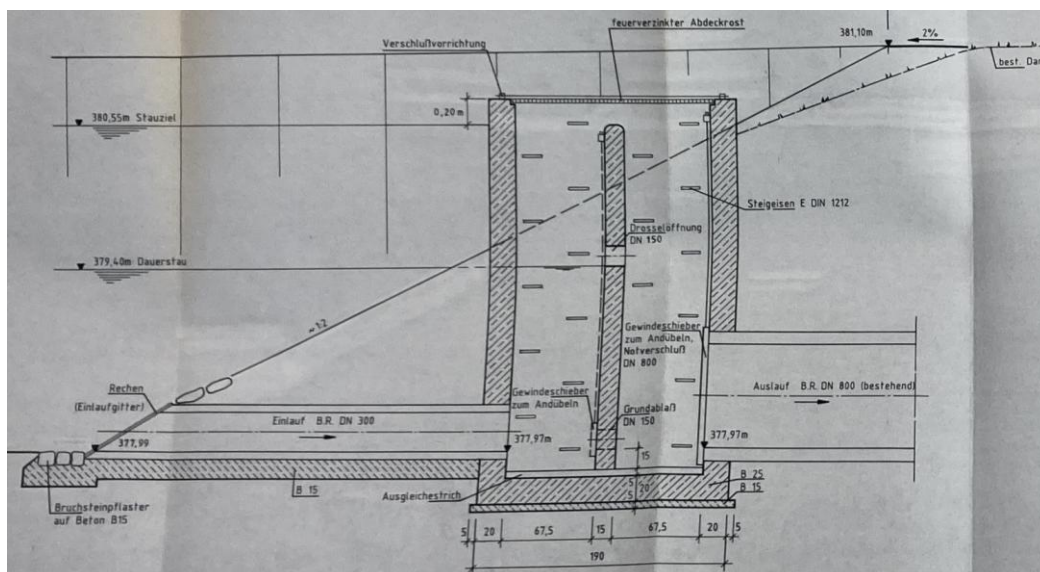 feuerverzinkter Abdeckrost
Verschlußvorrichtung
381,10m
2%
best. Dam
0,20m
380,55m Stauziel
Steigeisen E DIN 1212
Drosselöffnung
DN 150
379,40m Dauerstau
~1:2
Gewindeschieber
zum Andübeln,
Notverschluß
DN 800
Rechen
(Einlaufgitter)
Auslauf B.R. DN 800 (bestehend)
Gewindeschieber
zum Andübeln
Einlauf B.R. DN 300
Grundablaß
DN 150
377,99
377,97m
377,97m
15
5
20
5
B 25
B 15
B 15
Ausgleichestrich
Bruchsteinpflaster
auf Beton B15
5 20 67,5 15 67,5 20 5
190